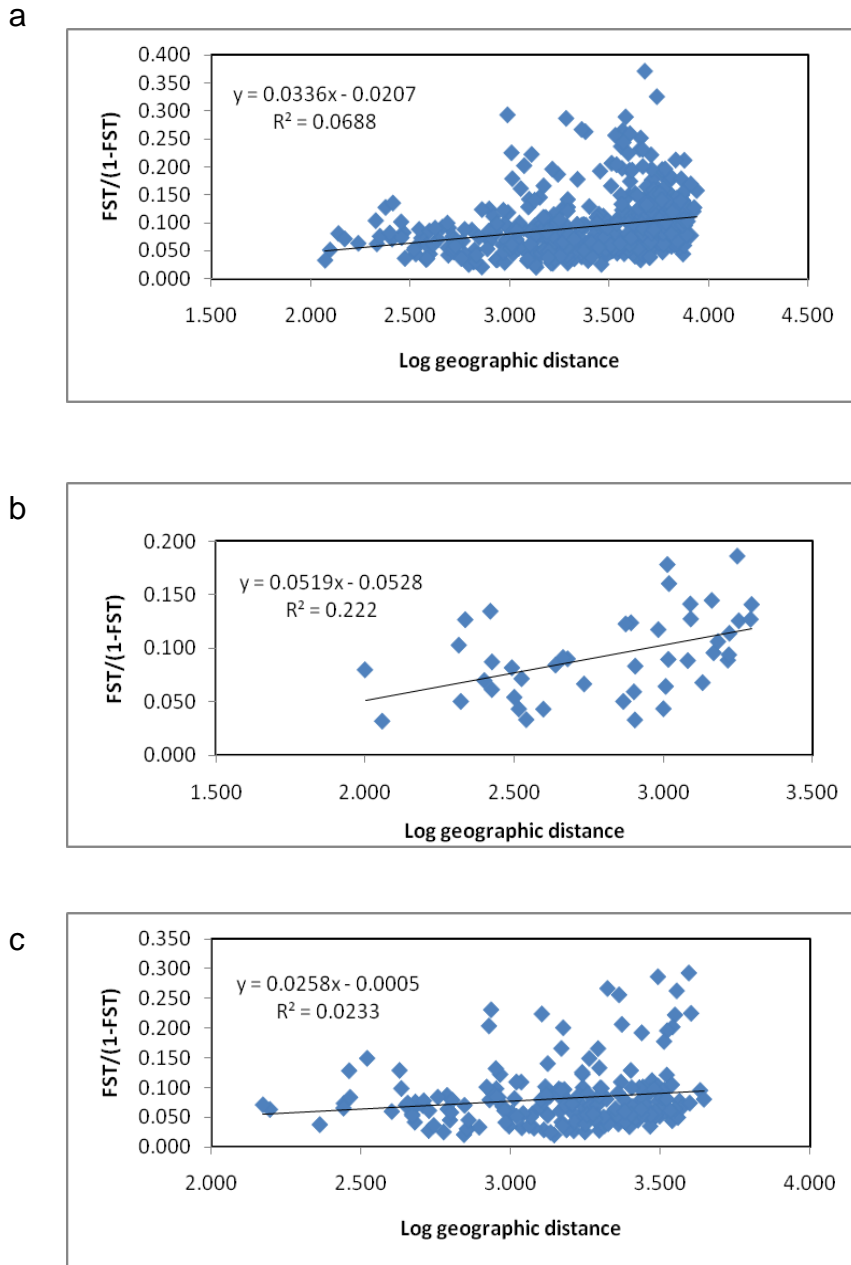 a
0.400
0.350
0.300
0.250
0.200
0.150
0.100
0.050
0.000
FST/(1-FST)
y = 0.0336x - 0.0207
R² = 0.0688
1.500 2.000 2.500 3.000 3.500 4.000 4.500
Log geographic distance
b
0.200
0.150
0.100
0.050
0.000
FST/(1-FST)
y = 0.0519x - 0.0528
R² = 0.222
1.500 2.000 2.500 3.000 3.500
Log geographic distance
c
0.350
0.300
0.250
0.200
0.150
0.100
0.050
0.000
FST/(1-FST)
y = 0.0258x - 0.0005
R² = 0.0233
2.000 2.500 3.000 3.500 4.000
Log geographic distance